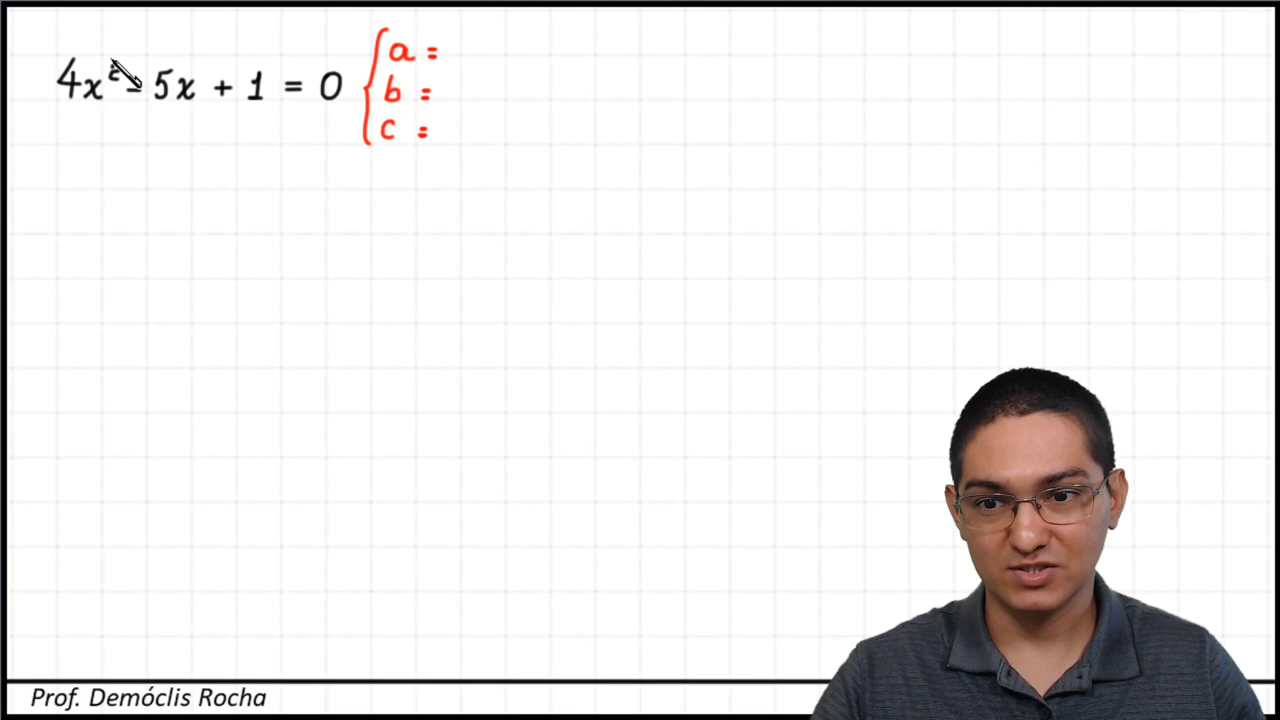 4x² - 5x + 1 = 0
a =
b =
c =
Prof. Demóclis Rocha